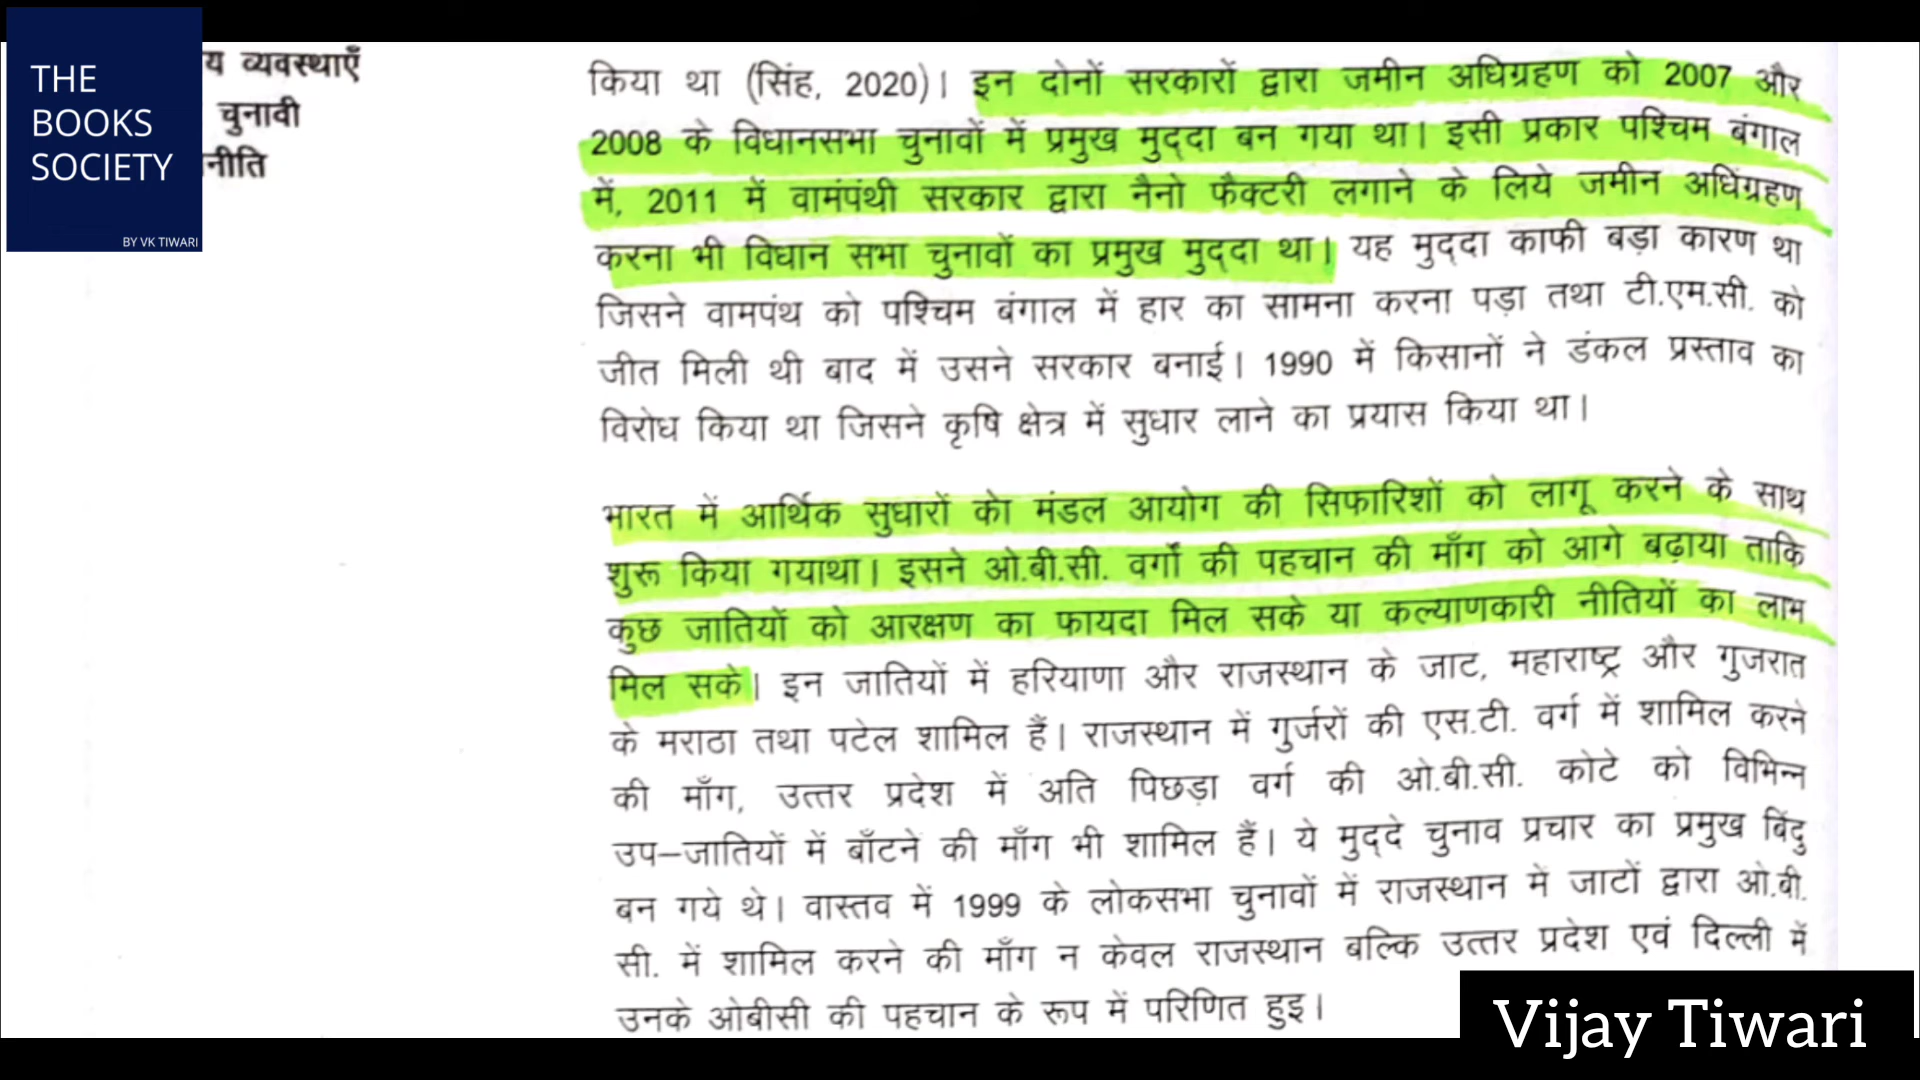 THE
BOOKS
SOCIETY
BY VK TIWARI
य व्यवस्थाएँ
चुनावी
नीति
किया था (सिंह, 2020)। इन दोनों सरकारों द्वारा जमीन अधिग्रहण को 2007 और
2008 के विधानसभा चुनावों में प्रमुख मुद्दा बन गया था। इसी प्रकार पश्चिम बंगाल
में, 2011 में वामंपंथी सरकार द्वारा नैनो फैक्टरी लगाने के लिये जमीन अधिग्रहण
करना भी विधान सभा चुनावों का प्रमुख मुद्दा था। यह मुद्दा काफी बड़ा कारण था
जिसने वामपंथ को पश्चिम बंगाल में हार का सामना करना पड़ा तथा टी.एम.सी. को
जीत मिली थी बाद में उसने सरकार बनाई। 1990 में किसानों ने डंकल प्रस्ताव का
विरोध किया था जिसने कृषि क्षेत्र में सुधार लाने का प्रयास किया था।
भारत में आर्थिक सुधारों को मंडल आयोग की सिफारिशों को लागू करने के साथ
शुरू किया गयाथा। इसने ओ.बी.सी. वर्गों की पहचान की माँग को आगे बढ़ाया ताकि
कुछ जातियों को आरक्षण का फायदा मिल सके या कल्याणकारी नीतियों का लाभ
मिल सके। इन जातियों में हरियाणा और राजस्थान के जाट, महाराष्ट्र और गुजरात
के मराठा तथा पटेल शामिल हैं। राजस्थान में गुर्जरों की एस.टी. वर्ग में शामिल करने
की माँग, उत्तर प्रदेश में अति पिछड़ा वर्ग की ओ.बी.सी. कोटे को विभिन्न
उप–जातियों में बाँटने की माँग भी शामिल हैं। ये मुद्दे चुनाव प्रचार का प्रमुख बिंदु
बन गये थे। वास्तव में 1999 के लोकसभा चुनावों में राजस्थान में जाटों द्वारा ओ.बी.
सी. में शामिल करने की माँग न केवल राजस्थान बल्कि उत्तर प्रदेश एवं दिल्ली में
उनके ओबीसी की पहचान के रूप में परिणित हुइ।
Vijay Tiwari